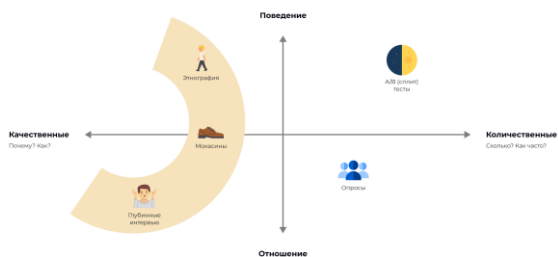 Поведение
Этнография
A/B (сплит)
тесты
Качественные
Почему? Как?
Мокасины
Количественные
Сколько? Как часто?
Опросы
Глубинные
интервью
Отношение